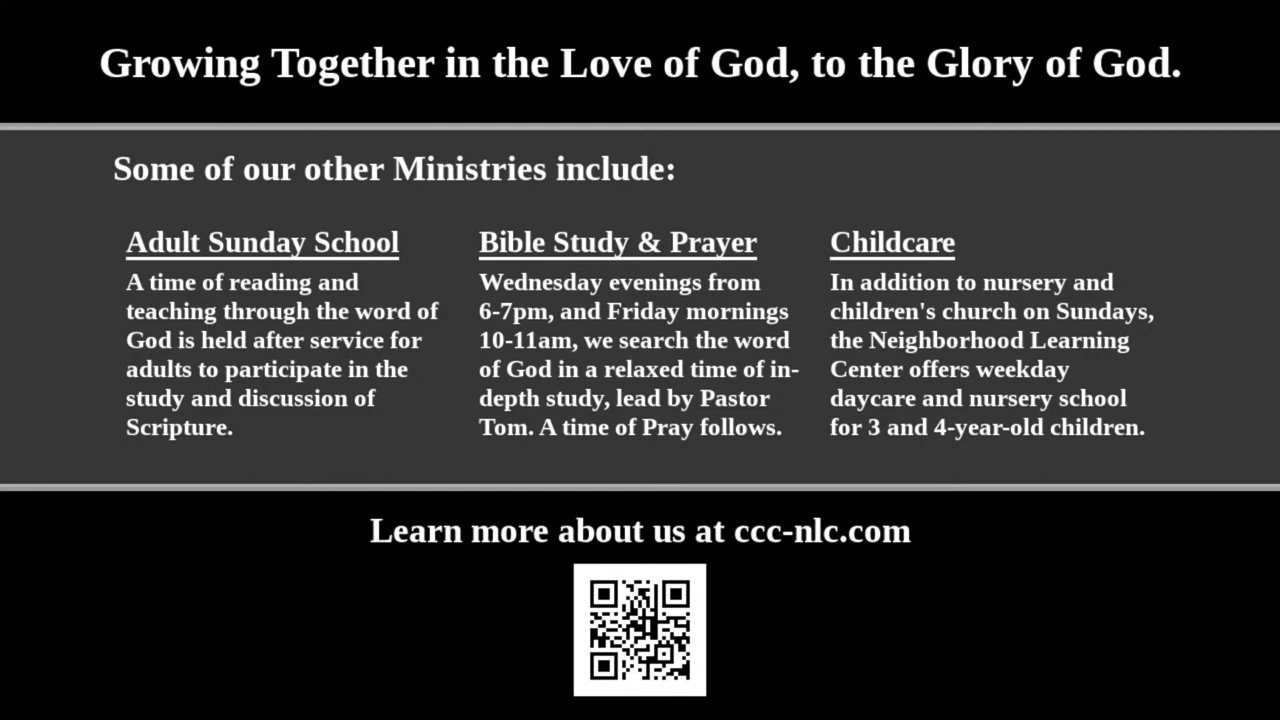 Growing Together in the Love of God, to the Glory of God.
Some of our other Ministries include:
Adult Sunday School
A time of reading and
teaching through the word of
God is held after service for
adults to participate in the
study and discussion of
Scripture.
Bible Study & Prayer
Wednesday evenings from
6-7pm, and Friday mornings
10-11am, we search the word
of God in a relaxed time of in-
depth study, lead by Pastor
Tom. A time of Pray follows.
Childcare
In addition to nursery and
children's church on Sundays,
the Neighborhood Learning
Center offers weekday
daycare and nursery school
for 3 and 4-year-old children.
Learn more about us at ccc-nlc.com